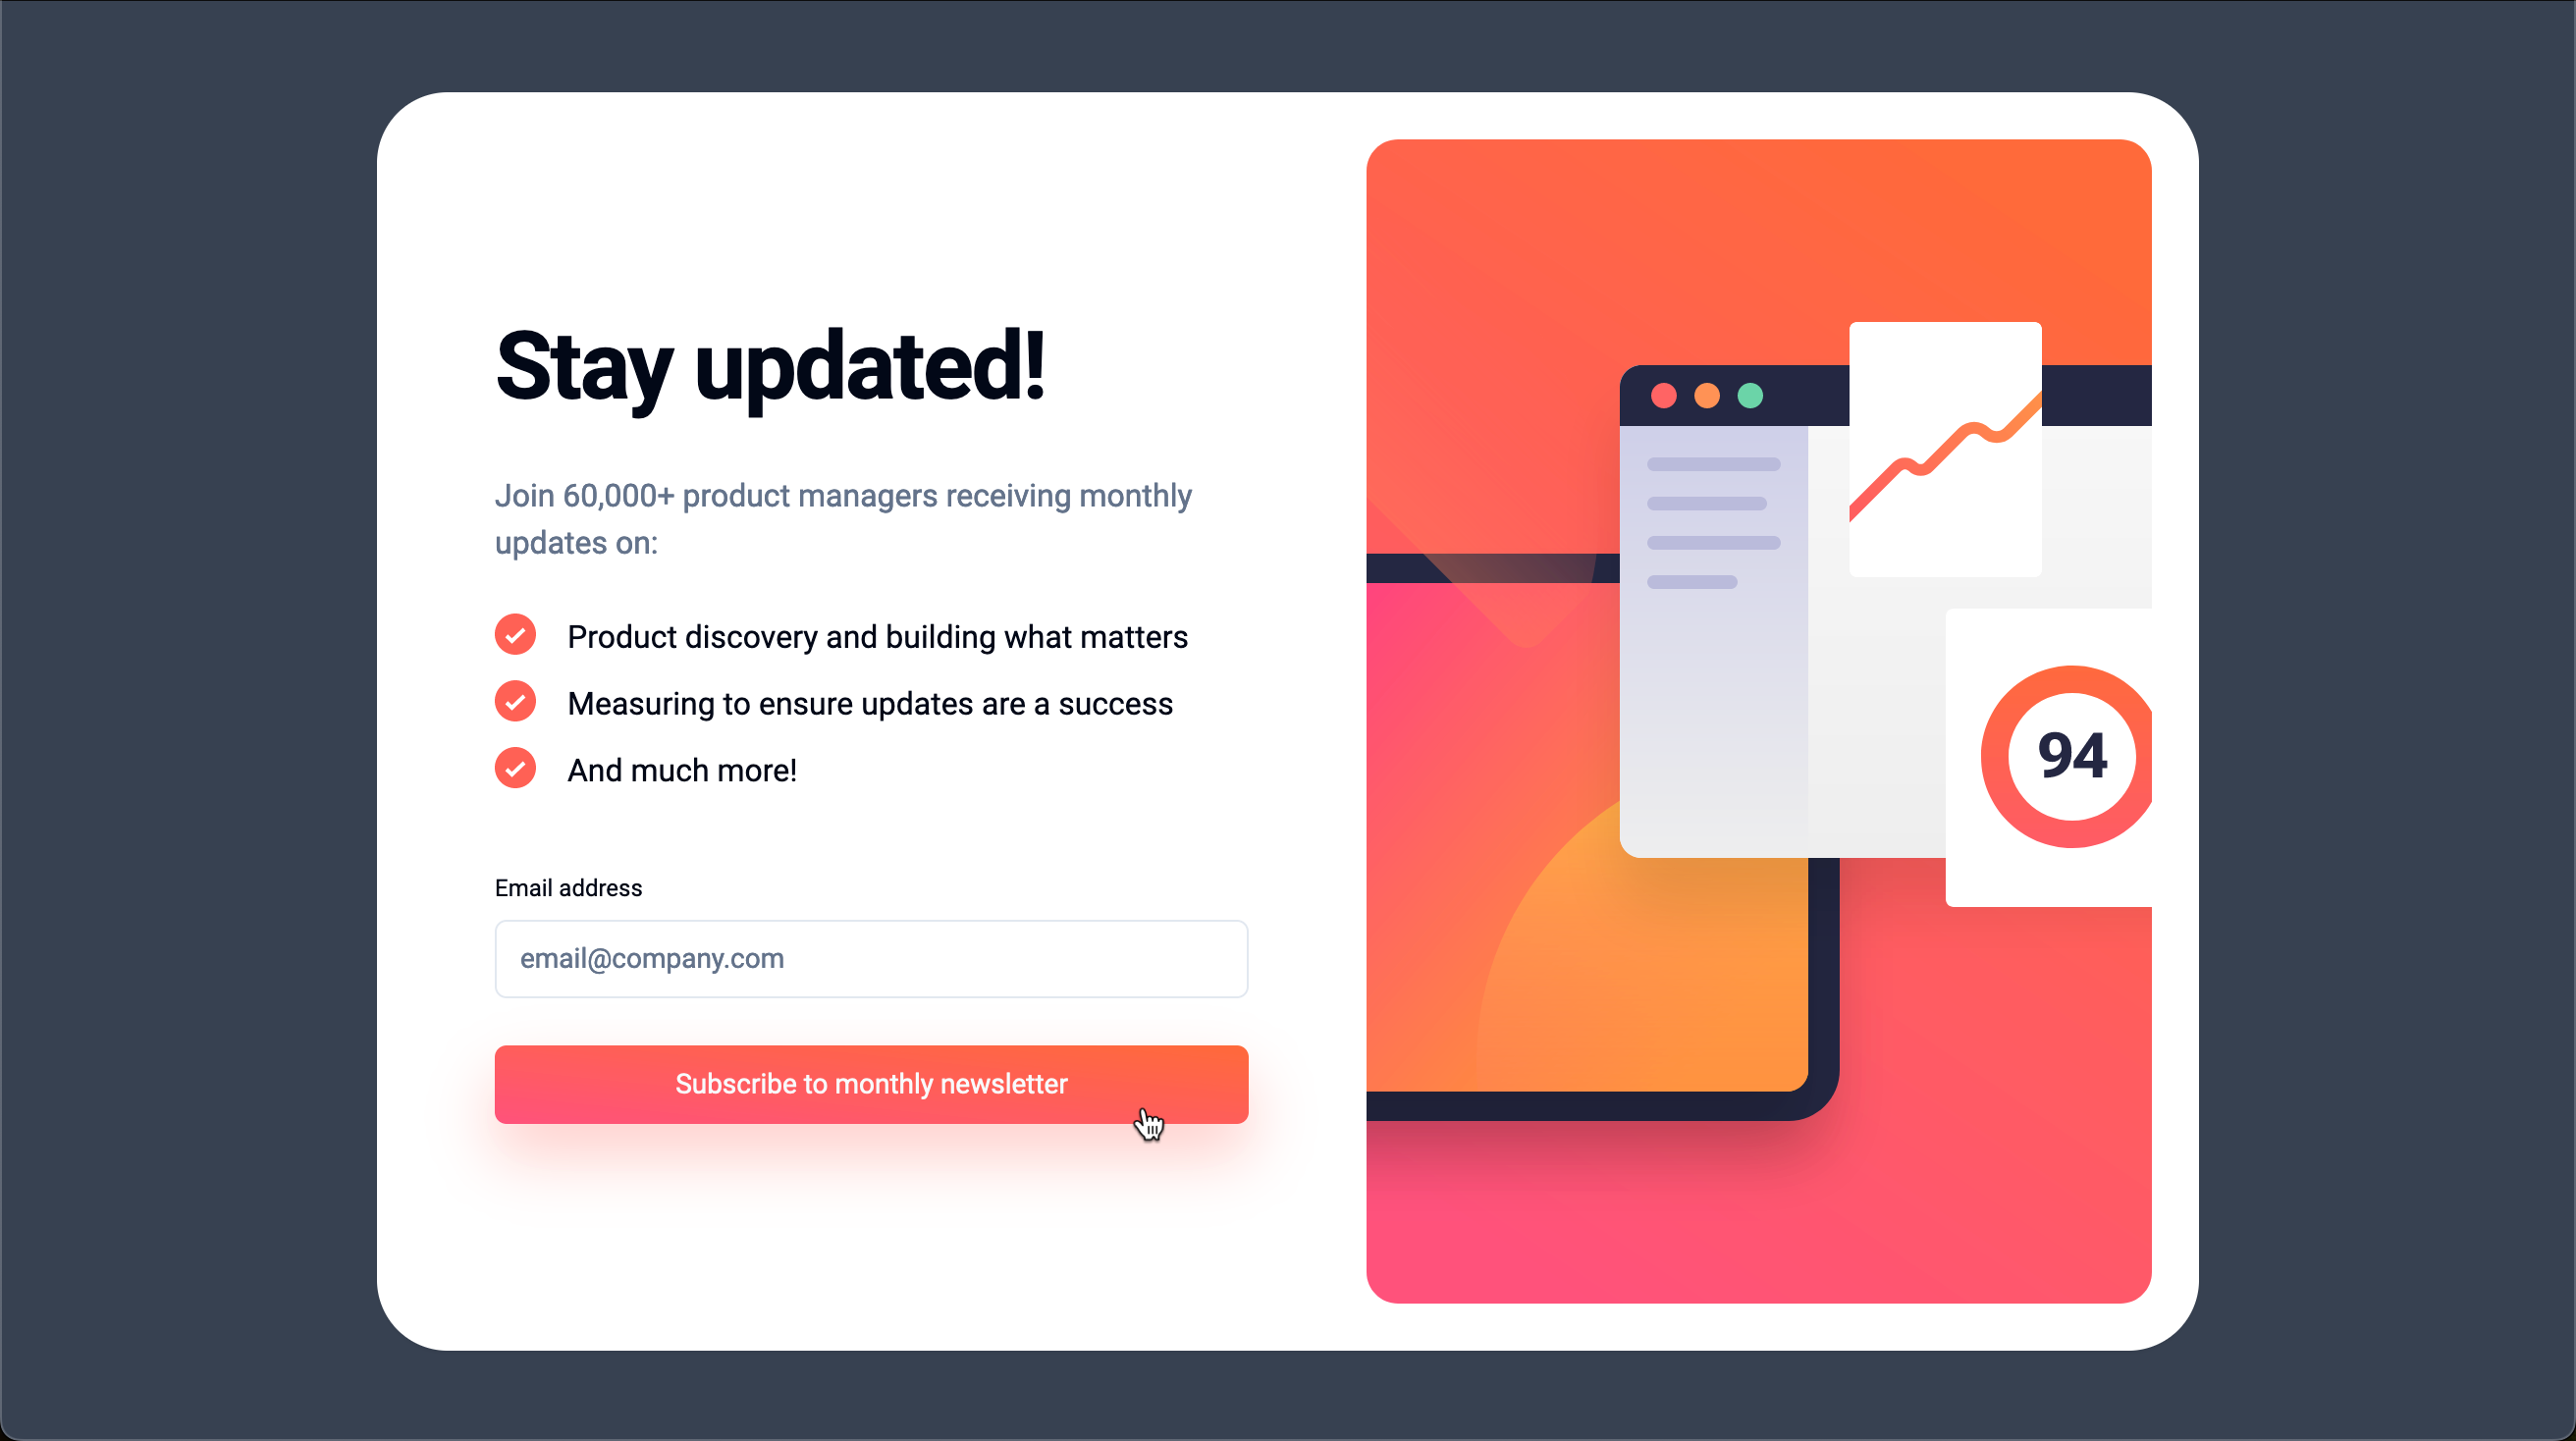 Stay updated!
Join 60,000+ product managers receiving monthly
updates on:
Product discovery and building what matters
Measuring to ensure updates are a success
And much more!
Email address
email@company.com
Subscribe to monthly newsletter
94